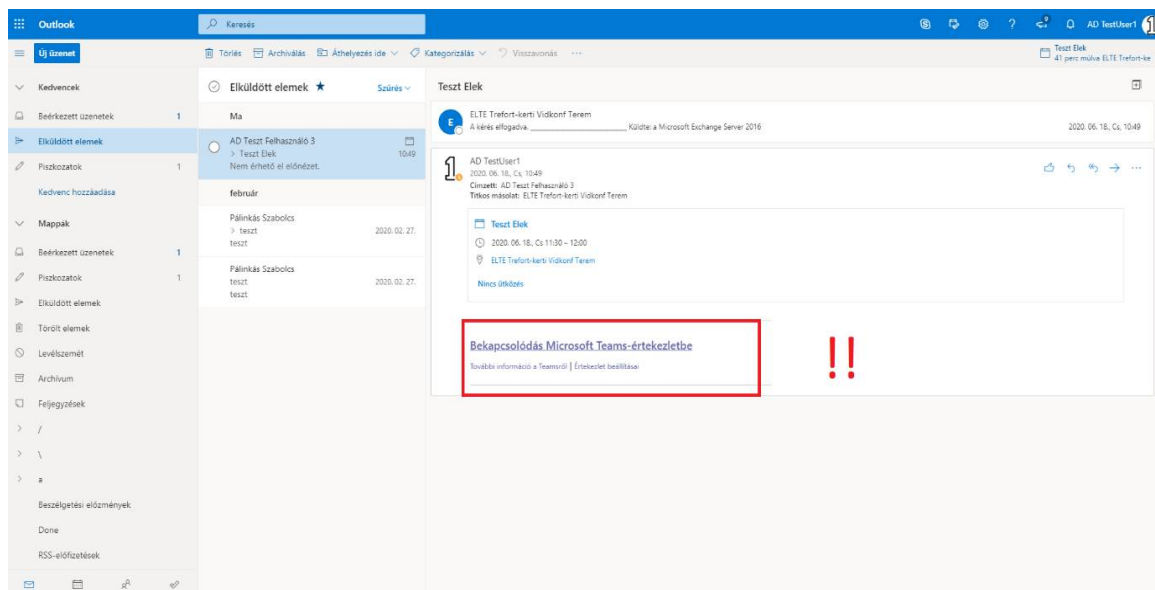 Outlook
Keresés
AD TestUser1
Új üzenet
Törlés
Archiválás
Áthelyezés ide
Kategorizálás
Visszavonás
Teszt Elek
41 perc múlva ELTE Trefort-ke
Kedvencek
Beérkezett üzenetek 1
Elküldött elemek
Piszkozatok 1
Kedvenc hozzáadása
Mappák
Beérkezett üzenetek 1
Piszkozatok 1
Elküldött elemek
Törölt elemek
Levélszemét
Archívum
Feljegyzések
/
\
a
Beszélgetési előzmények
Done
RSS-előfizetések
Elküldött elemek ★ Szűrés
Ma
AD Teszt Felhasználó 3
> Teszt Elek 10:49
Nem érhető el előnézet.
február
Pálinkás Szabolcs
> teszt 2020. 02. 27.
teszt
Pálinkás Szabolcs
teszt 2020. 02. 27.
teszt
Teszt Elek
E
ELTE Trefort-kerti Vidkonf Terem
A kérés elfogadva. ____________________ Küldte: a Microsoft Exchange Server 2016 2020. 06. 18., Cs, 10:49
1
AD TestUser1
2020. 06. 18., Cs, 10:49
Címzett: AD Teszt Felhasználó 3
Titkos másolat: ELTE Trefort-kerti Vidkonf Terem
Teszt Elek
2020. 06. 18., Cs 11:30 – 12:00
ELTE Trefort-kerti Vidkonf Terem
Nincs ütközés
Bekapcsolódás Microsoft Teams-értekezletbe
További információ a Teamsről | Értekezlet beállításai
!!